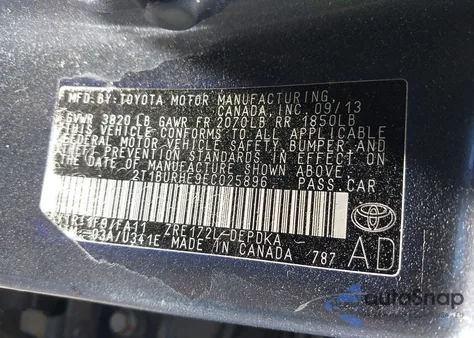 MFD.BY:TOYOTA MOTOR MANUFACTURING
CANADA, INC. 09/13
GVWR 3820 LB GAWR FR LB RR 1850LB
THIS VEHICLE CONFORMS TO ALL APPLICABLE
FEDERAL MOTOR VEHICLE SAFETY, BUMPER, AND
THEFT PREVENTION STANDARDS IN EFFECT ON
THE DATE OF MANUFACTURE SHOWN ABOVE.
PASS.CAR
ZRE172L-DEPDKA
MADE IN CANADA 787
AD
TOYOTA
autoSnap